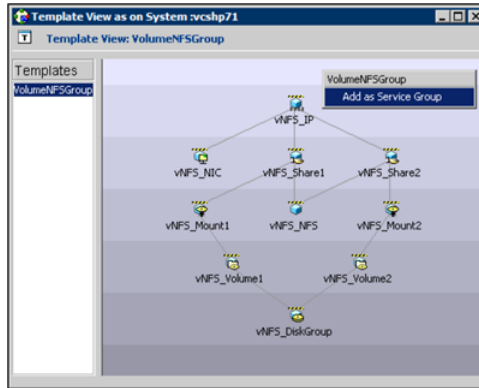 Template View as on System :vcshp71
Template View: VolumeNFSGroup
Templates
VolumeNFSGroup
VolumeNFSGroup
Add as Service Group
vNFS_IP
vNFS_NIC
vNFS_Share1
vNFS_Share2
vNFS_Mount1
vNFS_NFS
vNFS_Mount2
vNFS_Volume1
vNFS_Volume2
vNFS_DiskGroup